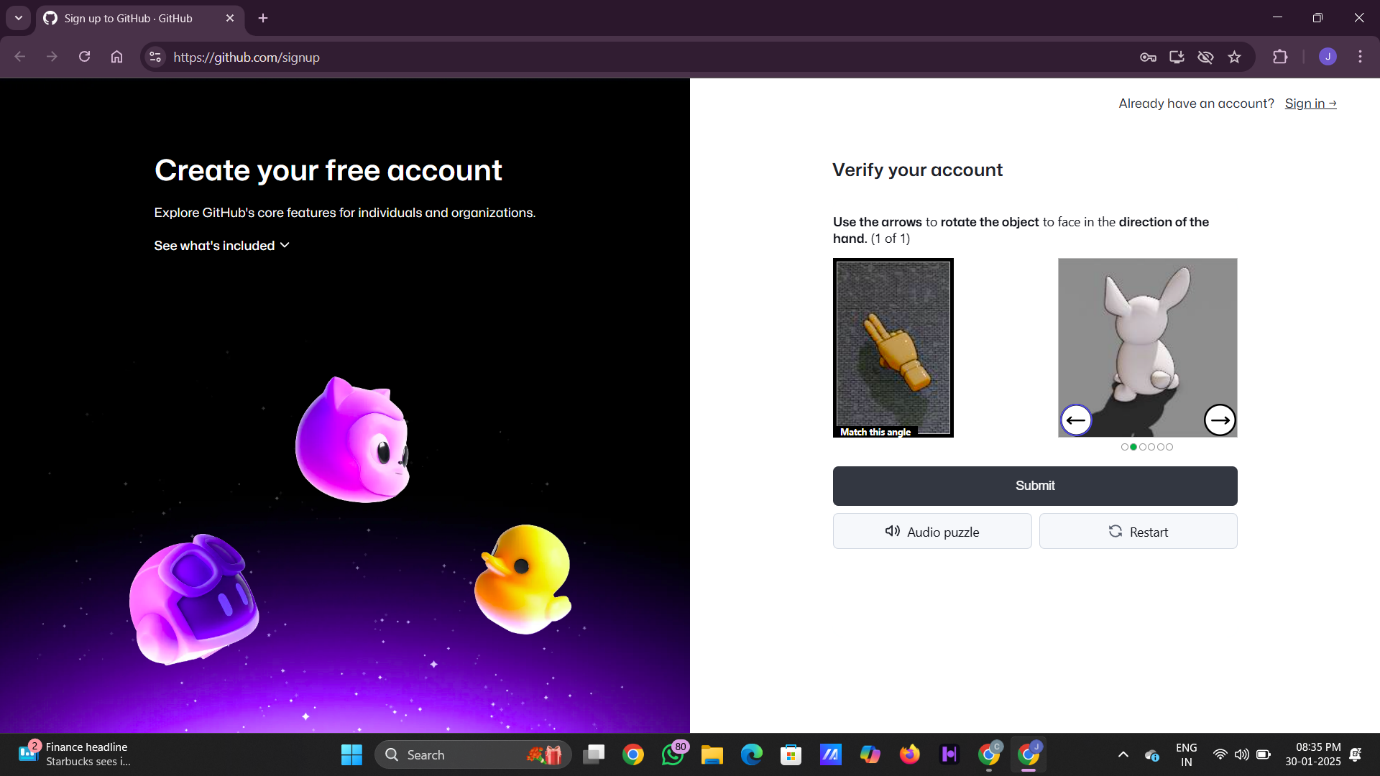 Sign up to GitHub · GitHub
https://github.com/signup
J
Already have an account? Sign in →
Create your free account
Explore GitHub's core features for individuals and organizations.
See what's included
Verify your account
Use the arrows to rotate the object to face in the direction of the
hand. (1 of 1)
Match this angle
Submit
Audio puzzle
Restart
2
Finance headline
Starbucks sees i...
Search
80
C
J
ENG
IN
08:35 PM
30-01-2025